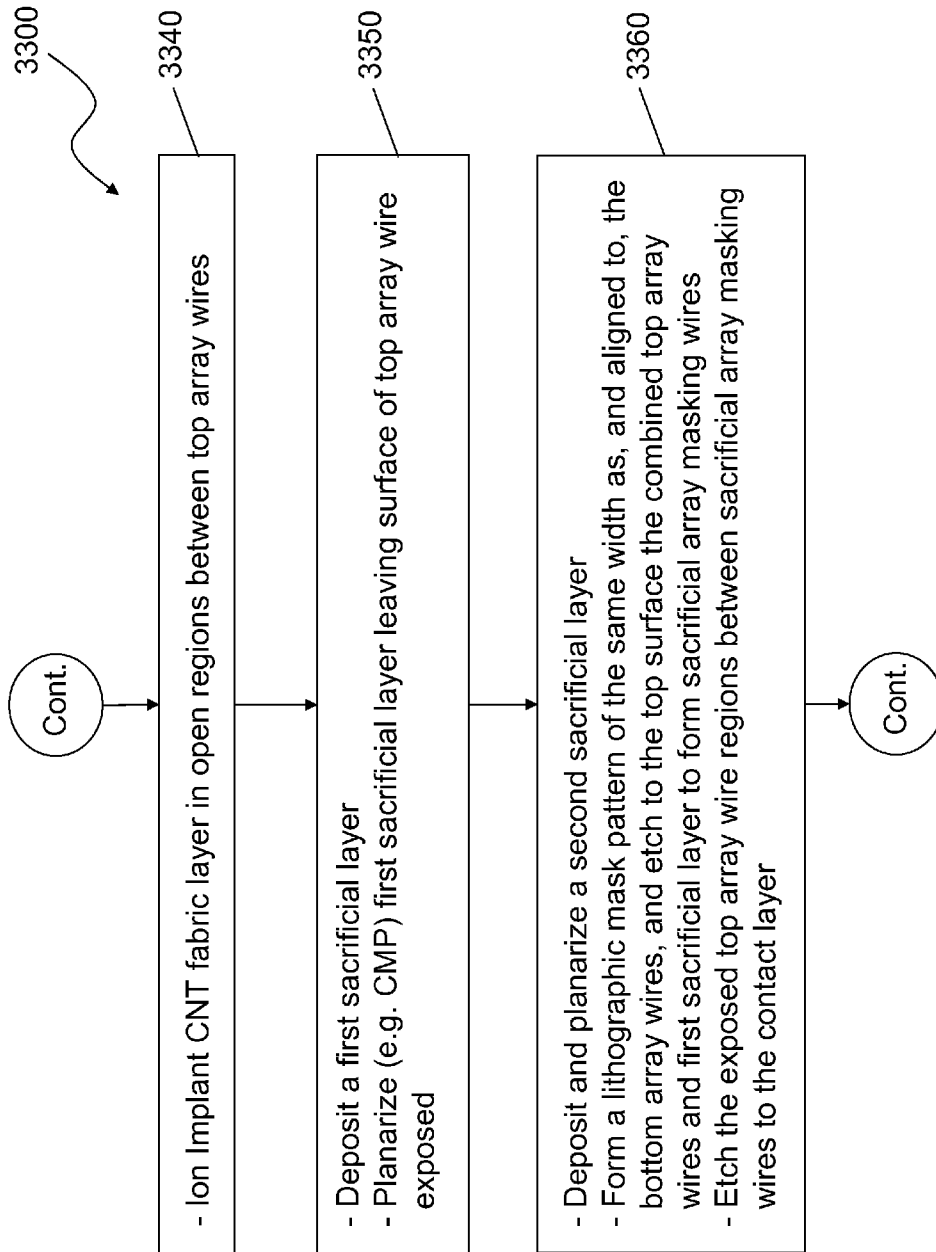 3300
Cont.
3340
- Ion Implant CNT fabric layer in open regions between top array wires
3350
- Deposit a first sacrificial layer
- Planarize (e.g. CMP) first sacrificial layer leaving surface of top array wire
exposed
3360
- Deposit and planarize a second sacrificial layer
- Form a lithographic mask pattern of the same width as, and aligned to, the
bottom array wires, and etch to the top surface the combined top array
wires and first sacrificial layer to form sacrificial array masking wires
- Etch the exposed top array wire regions between sacrificial array masking
wires to the contact layer
Cont.